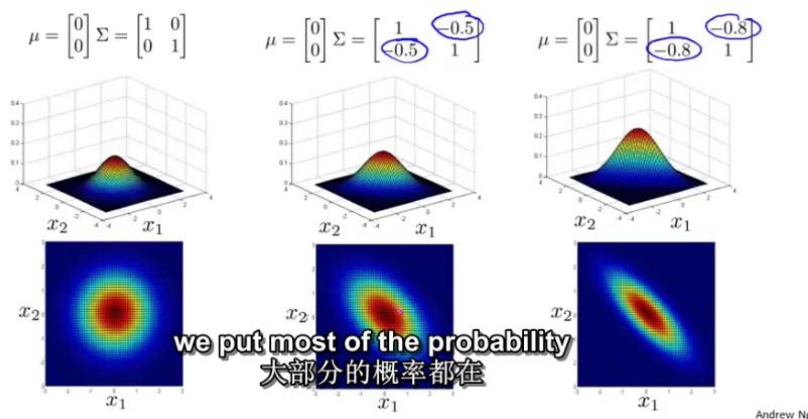 μ = [0 0] Σ = [1 0 0 1]
μ = [0 0] Σ = [1 -0.5 -0.5 1]
μ = [0 0] Σ = [1 -0.8 -0.8 1]
x₂ x₁
x₂ x₁
x₂ x₁
x₂
x₂
x₂
we put most of the probability
大部分的概率都在
x₁
x₁
Andrew N